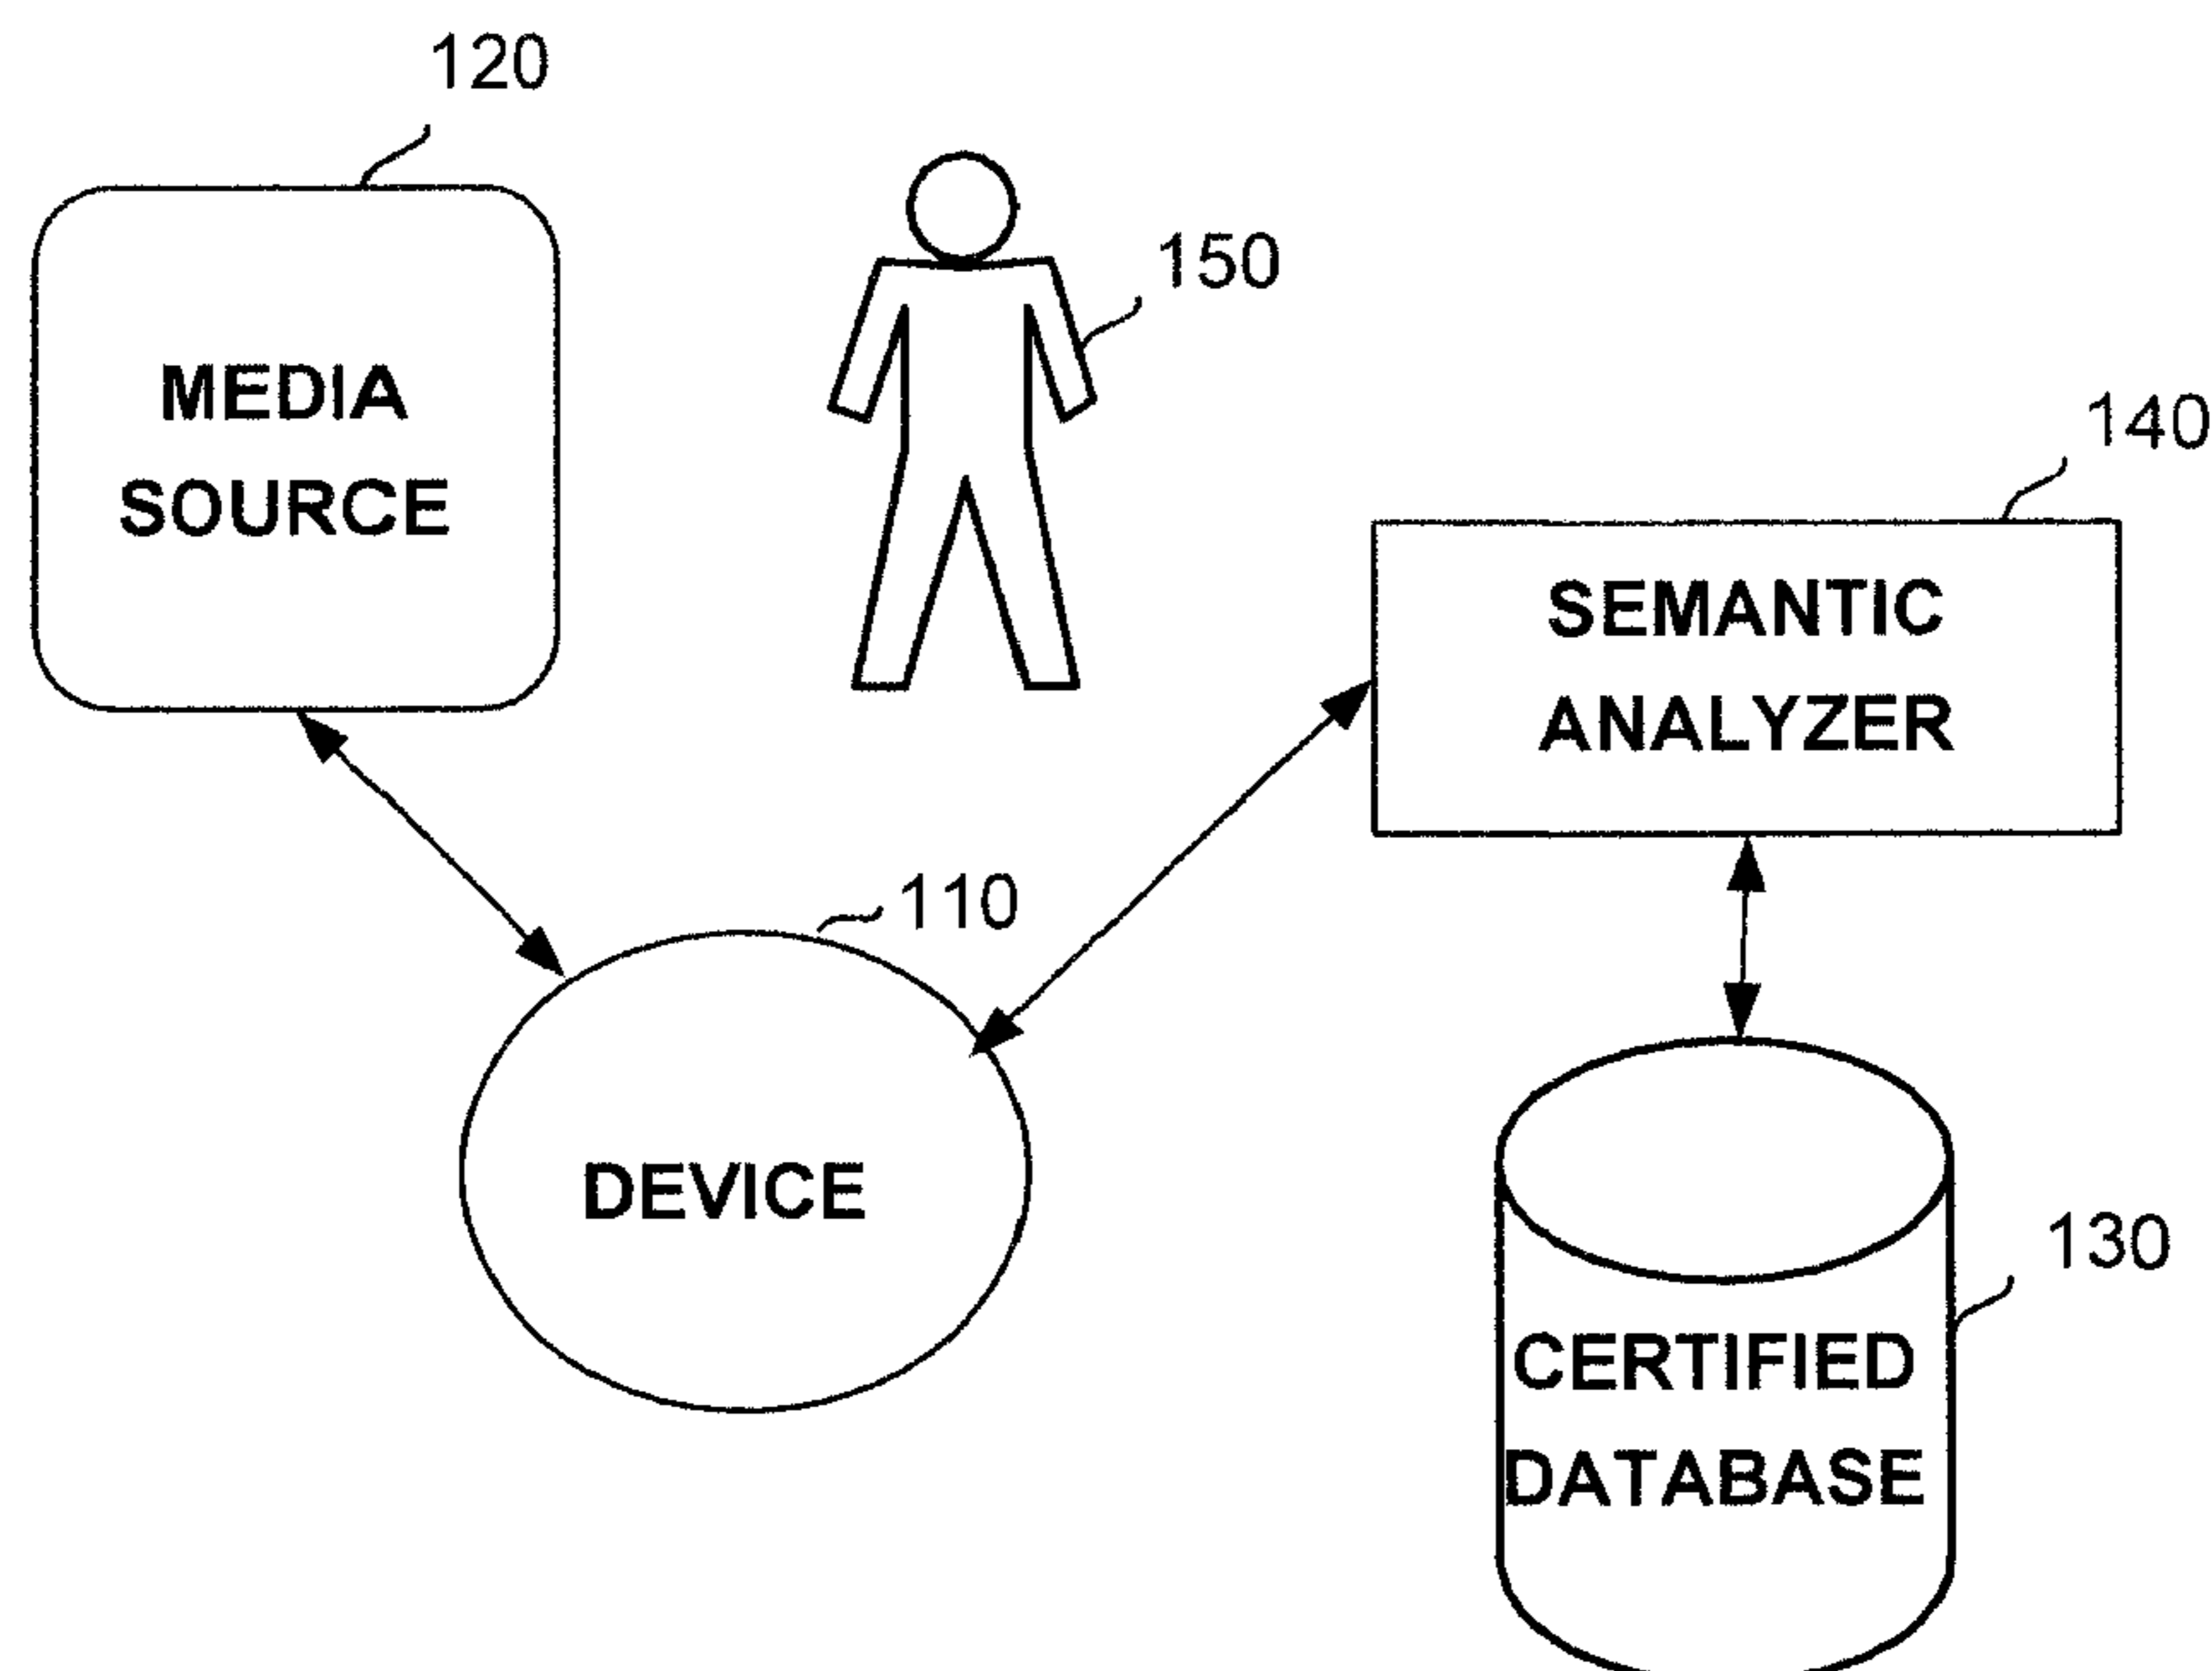 120
MEDIA
SOURCE
150
140
SEMANTIC
ANALYZER
110
DEVICE
130
CERTIFIED
DATABASE